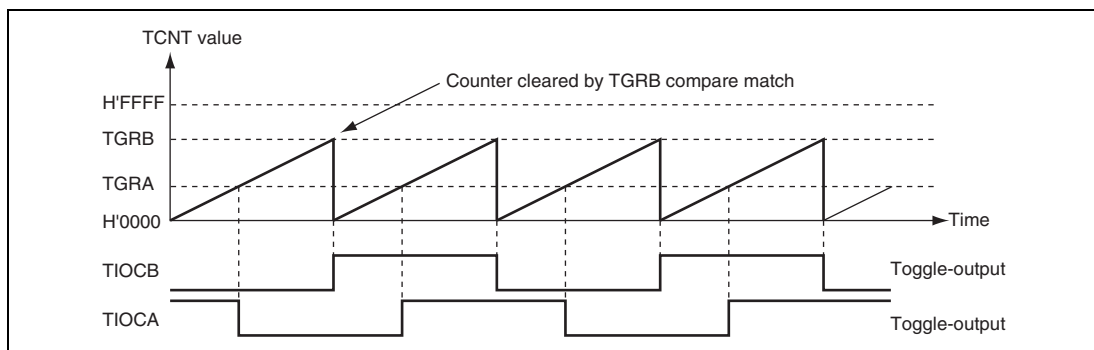 TCNT value
Counter cleared by TGRB compare match
H'FFFF
TGRB
TGRA
H'0000
Time
TIOCB
Toggle-output
TIOCA
Toggle-output